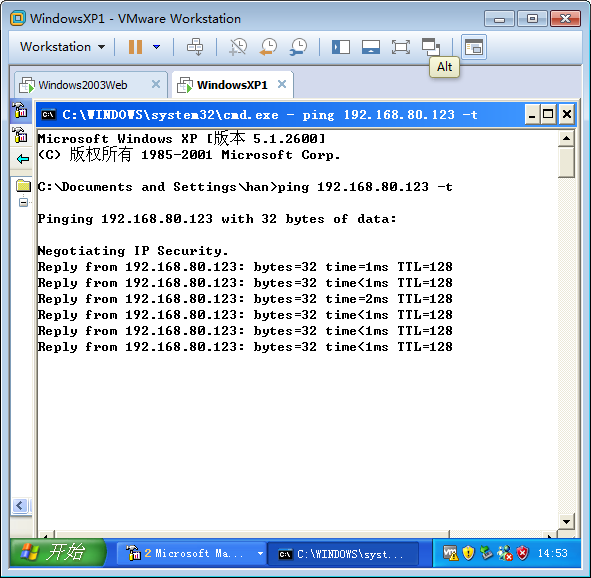 WindowsXP1 - VMware Workstation
Workstation
Alt
Windows2003Web
WindowsXP1
C:\WINDOWS\system32\cmd.exe - ping 192.168.80.123 -t
Microsoft Windows XP [版本 5.1.2600]
(C) 版权所有 1985-2001 Microsoft Corp.
C:\Documents and Settings\han>ping 192.168.80.123 -t
Pinging 192.168.80.123 with 32 bytes of data:
Negotiating IP Security.
Reply from 192.168.80.123: bytes=32 time=1ms TTL=128
Reply from 192.168.80.123: bytes=32 time<1ms TTL=128
Reply from 192.168.80.123: bytes=32 time=2ms TTL=128
Reply from 192.168.80.123: bytes=32 time<1ms TTL=128
Reply from 192.168.80.123: bytes=32 time<1ms TTL=128
Reply from 192.168.80.123: bytes=32 time<1ms TTL=128
开始
2 Microsoft Ma...
C:\WINDOWS\syst...
14:53